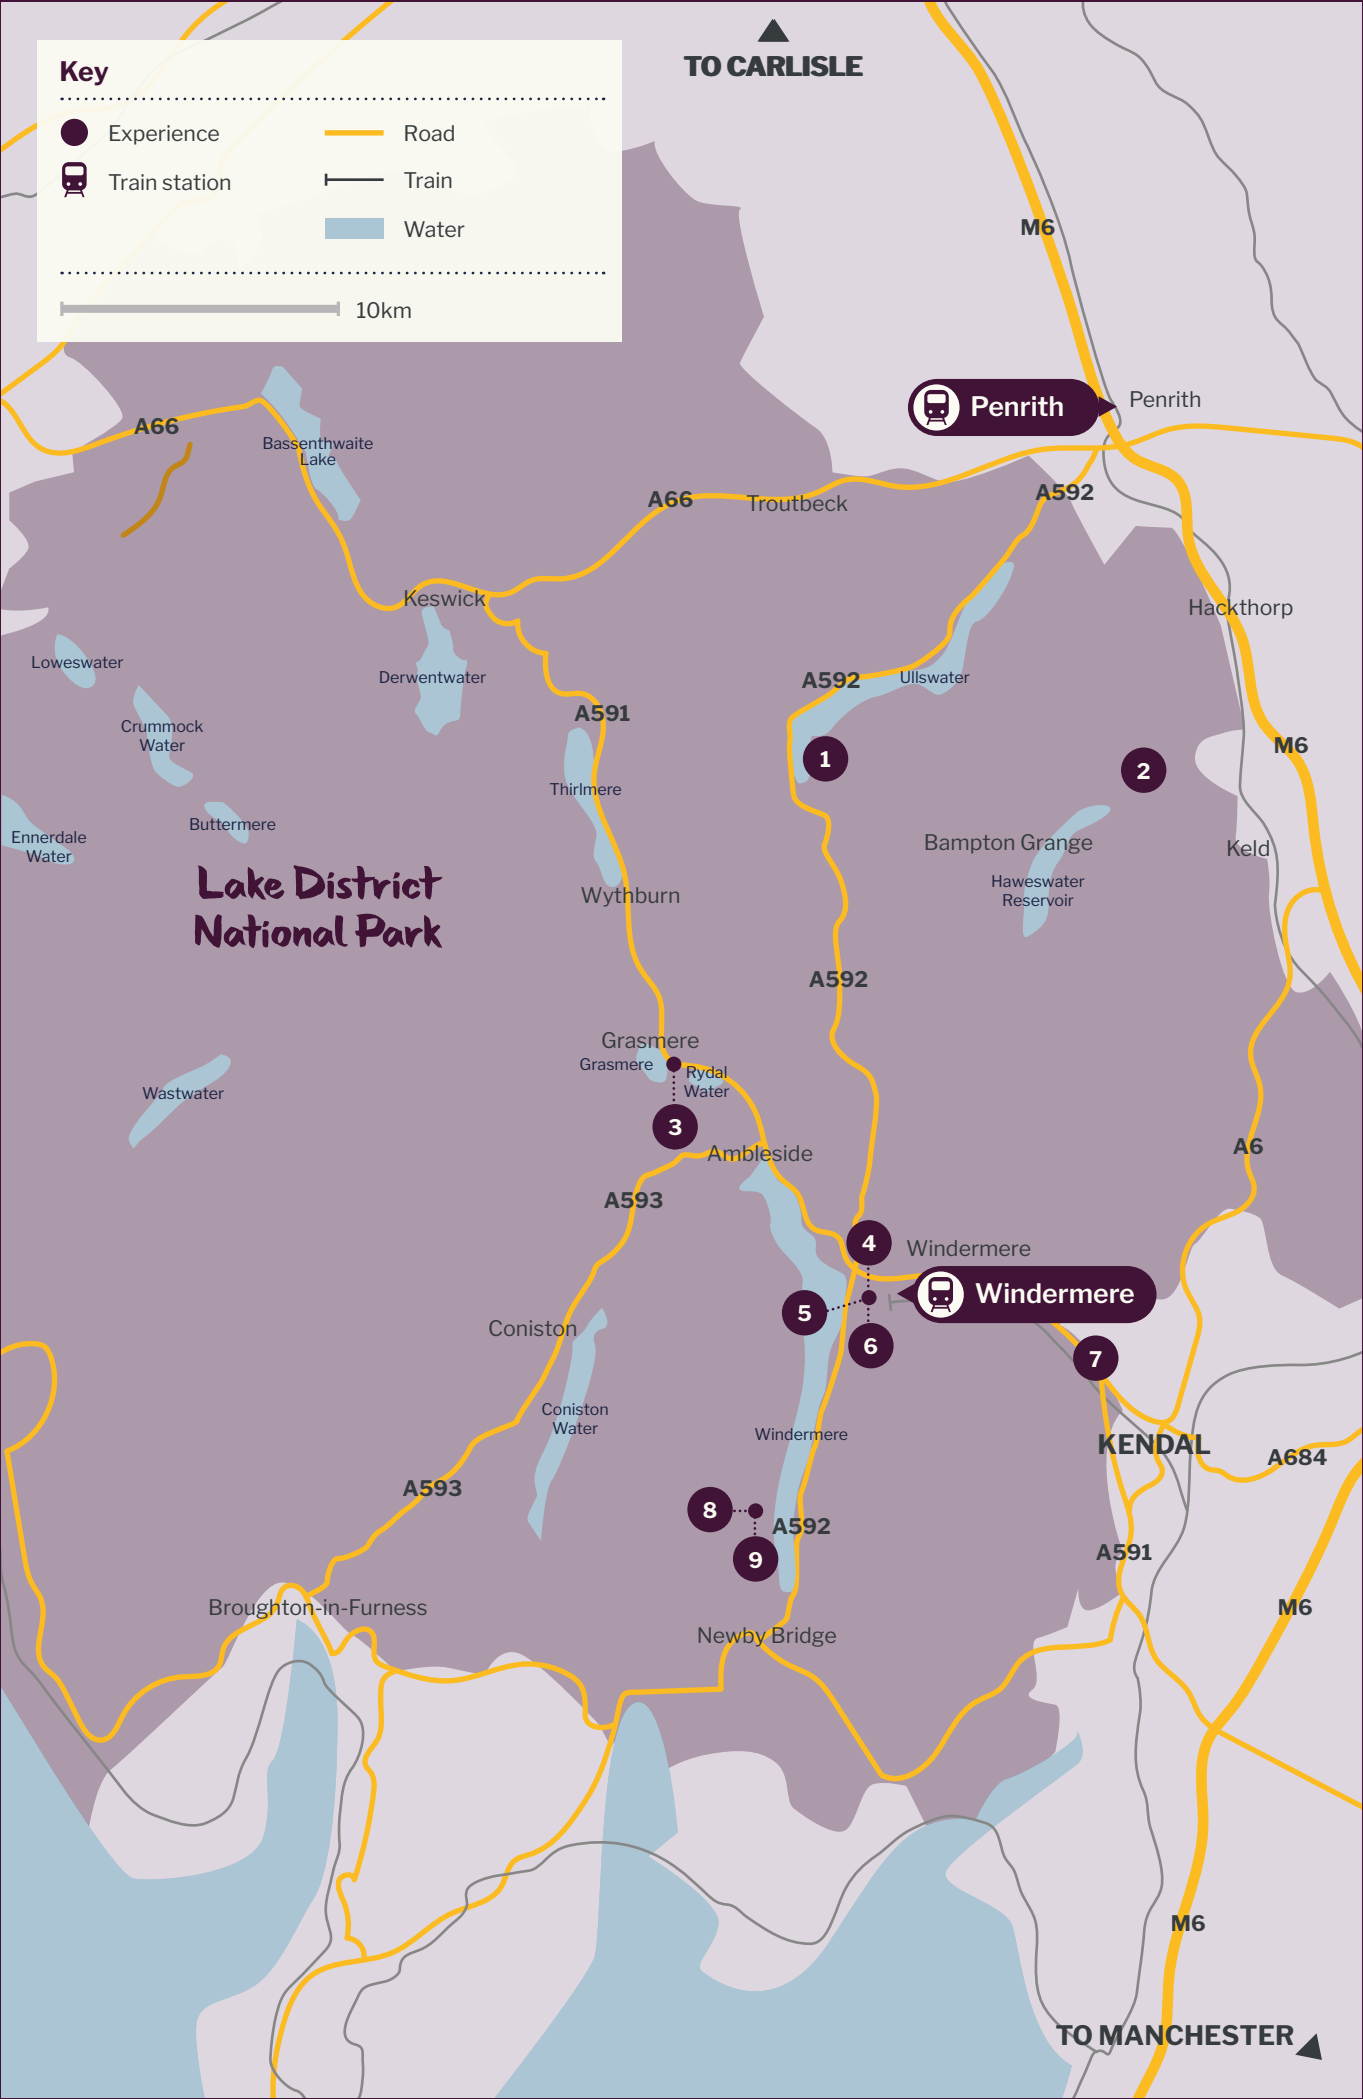 TO CARLISLE
Key
Experience
Road
Train station
Train
Water
10km
M6
Penrith
Penrith
A66
Bassenthwaite
Lake
A66
Troutbeck
A592
Keswick
Hackthorp
Loweswater
Derwentwater
A592
Ullswater
A591
Crummock
Water
M6
1
2
Thirlmere
Buttermere
Ennerdale
Water
Bampton Grange
Keld
Lake District
National Park
Haweswater
Reservoir
Wythburn
A592
Grasmere
Grasmere
Rydal
Water
Wastwater
3
A6
Ambleside
A593
4
Windermere
Windermere
5
Coniston
6
7
Coniston
Water
Windermere
KENDAL
A684
A593
8
A592
9
A591
Broughton-in-Furness
M6
Newby Bridge
M6
TO MANCHESTER